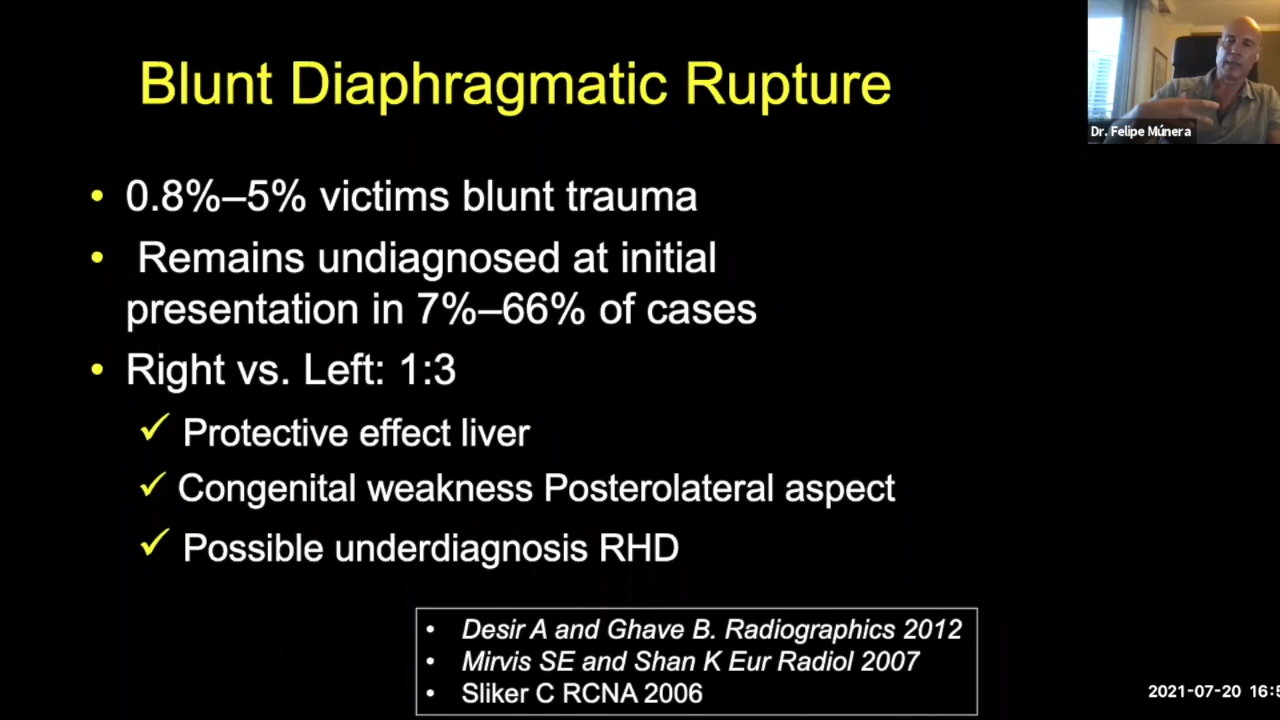 Blunt Diaphragmatic Rupture
Dr. Felipe Múnera
• 0.8%–5% victims blunt trauma
• Remains undiagnosed at initial
presentation in 7%–66% of cases
• Right vs. Left: 1:3
✓ Protective effect liver
✓ Congenital weakness Posterolateral aspect
✓ Possible underdiagnosis RHD
• Desir A and Ghave B. Radiographics 2012
• Mirvis SE and Shan K Eur Radiol 2007
• Sliker C RCNA 2006
2021-07-20 16:5